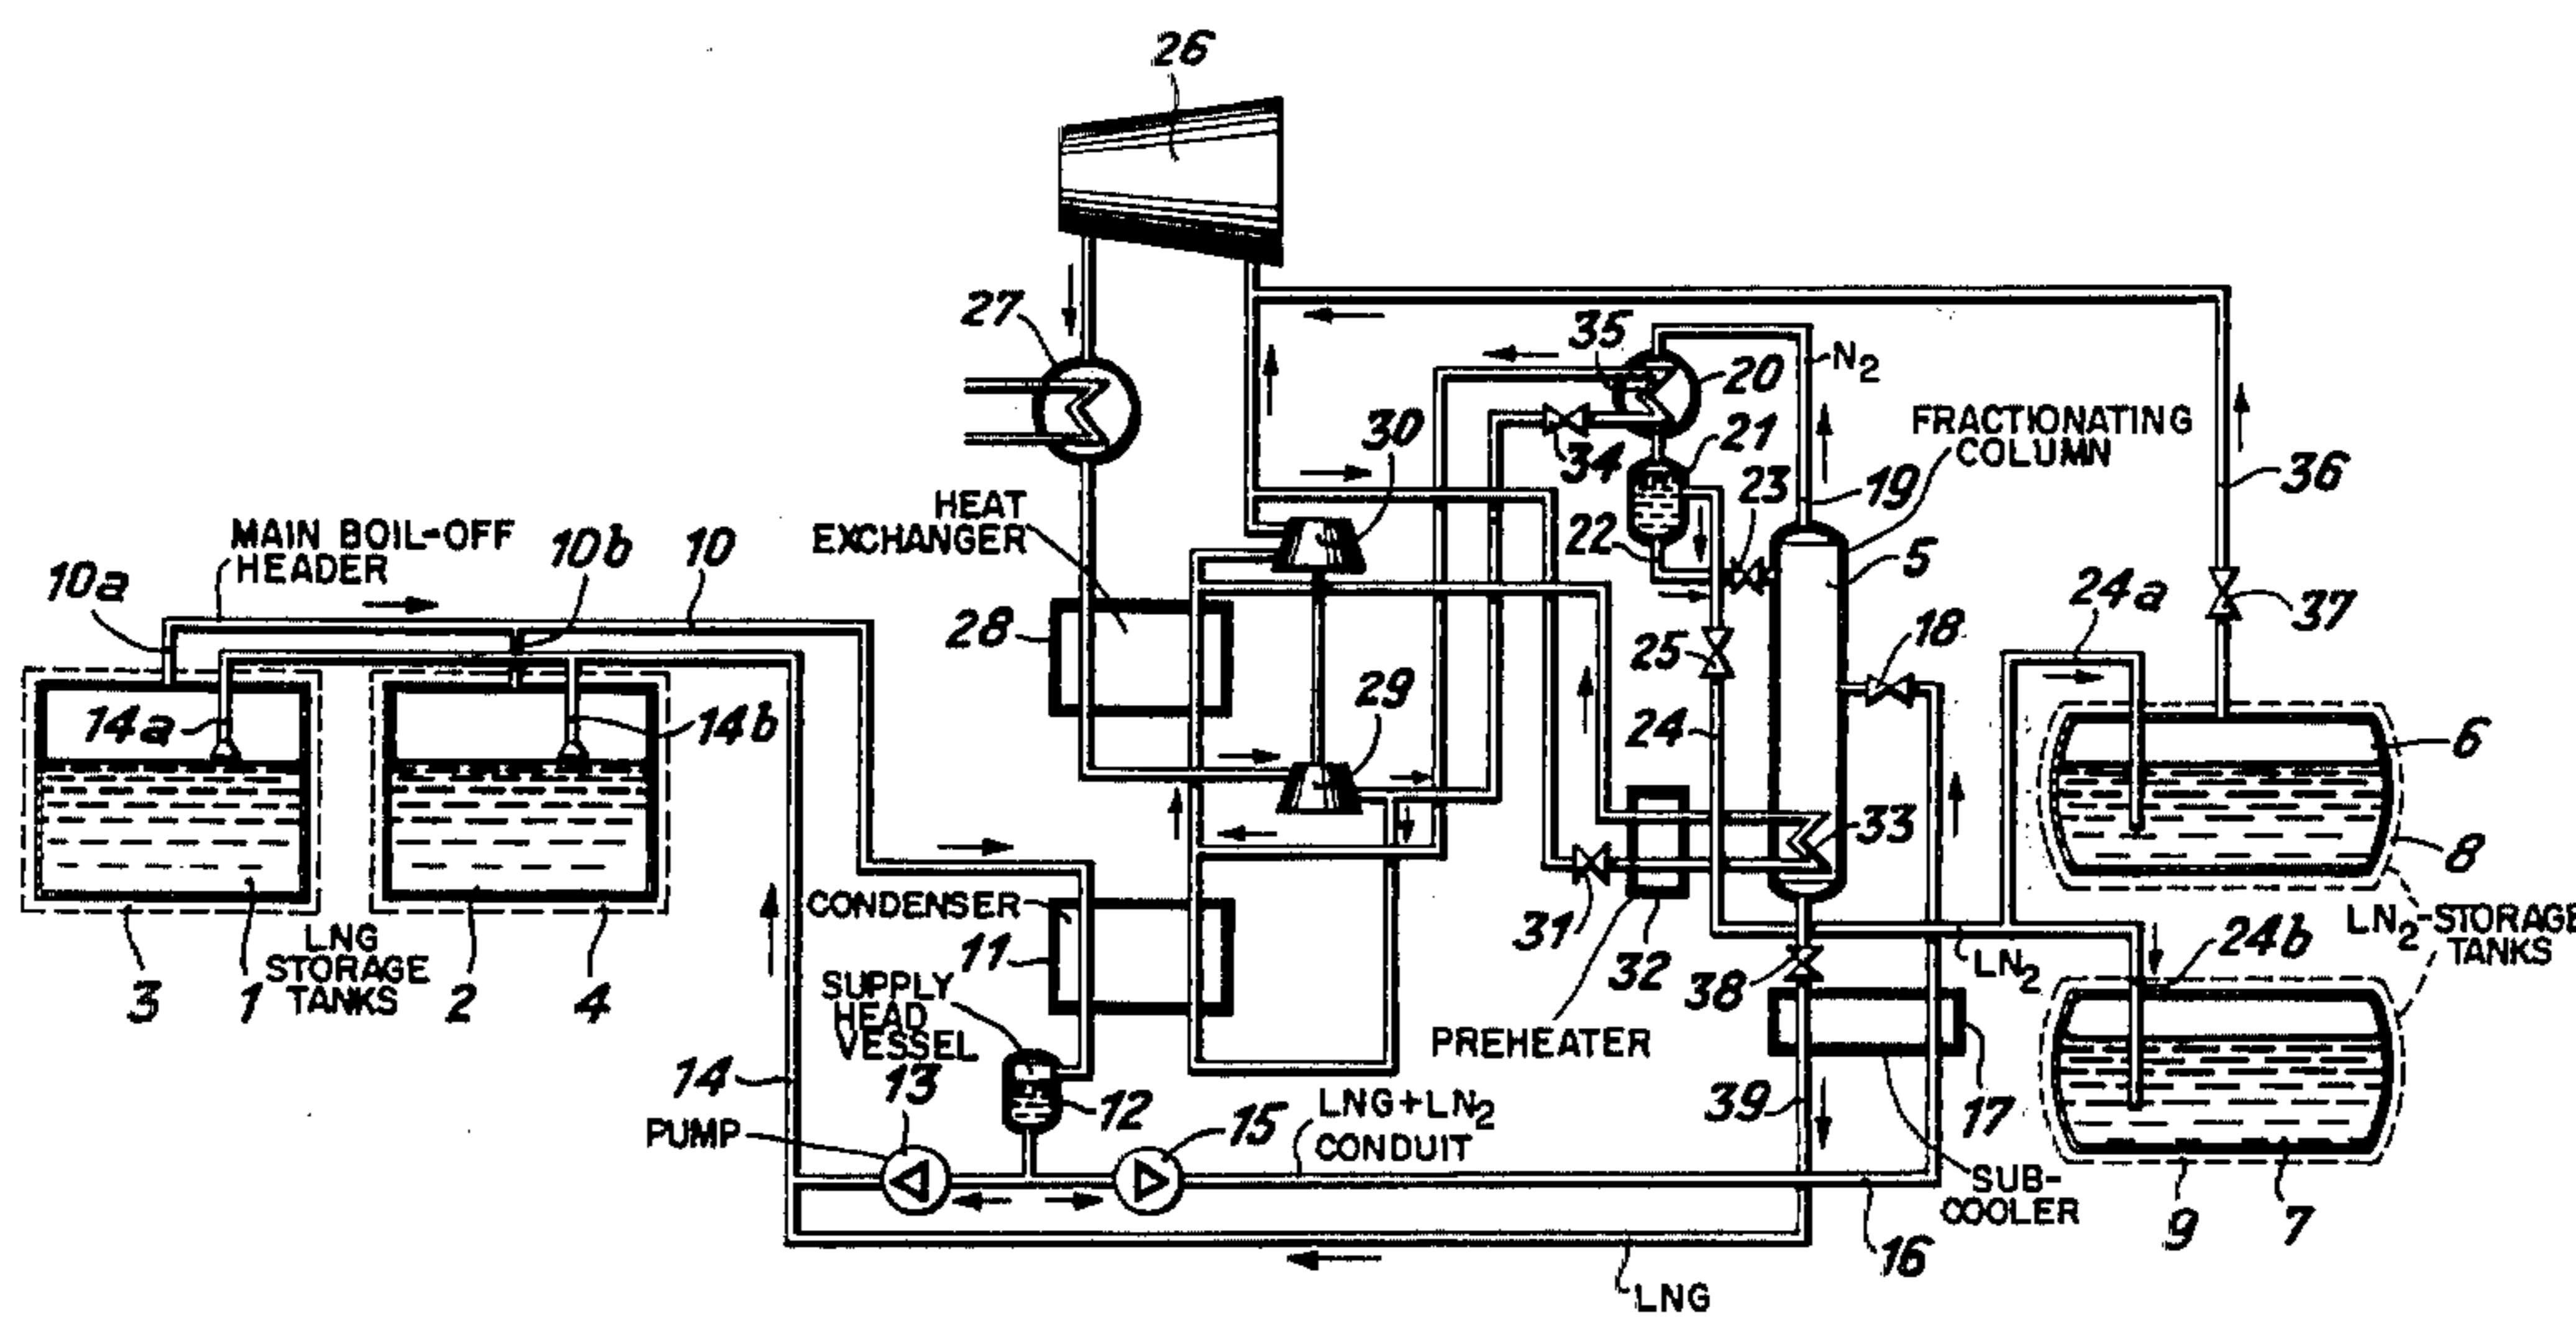 26
27
35
N2
20
30
34
21
FRACTIONATING
COLUMN
23
19
36
HEAT
EXCHANGER
22
MAIN BOIL-OFF
HEADER
10b
10
10a
5
24a
37
28
18
25
14a
14b
29
24
6
33
8
CONDENSER
11
31
32
38
LN2
24b
LN2-STORAGE
TANKS
LNG
STORAGE
TANKS
3
1
2
4
SUPPLY
HEAD
VESSEL
PREHEATER
14
13
12
39
17
PUMP
15
LNG+LN2
CONDUIT
SUB-
COOLER
9
7
16
LNG